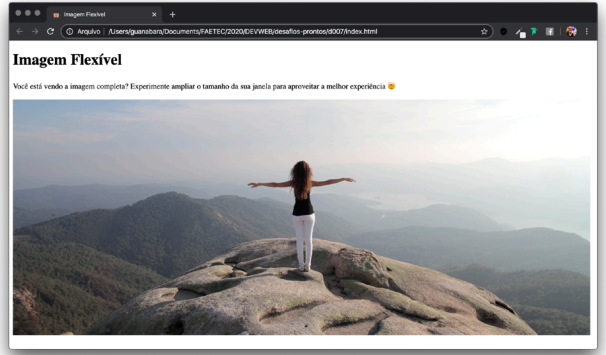 Imagem Flexível
Arquivo | /Users/guanabara/Documents/FAETEC/2020/DEVWEB/desafios-prontos/d007/index.html
Imagem Flexível
Você está vendo a imagem completa? Experimente ampliar o tamanho da sua janela para aproveitar a melhor experiência 🤯